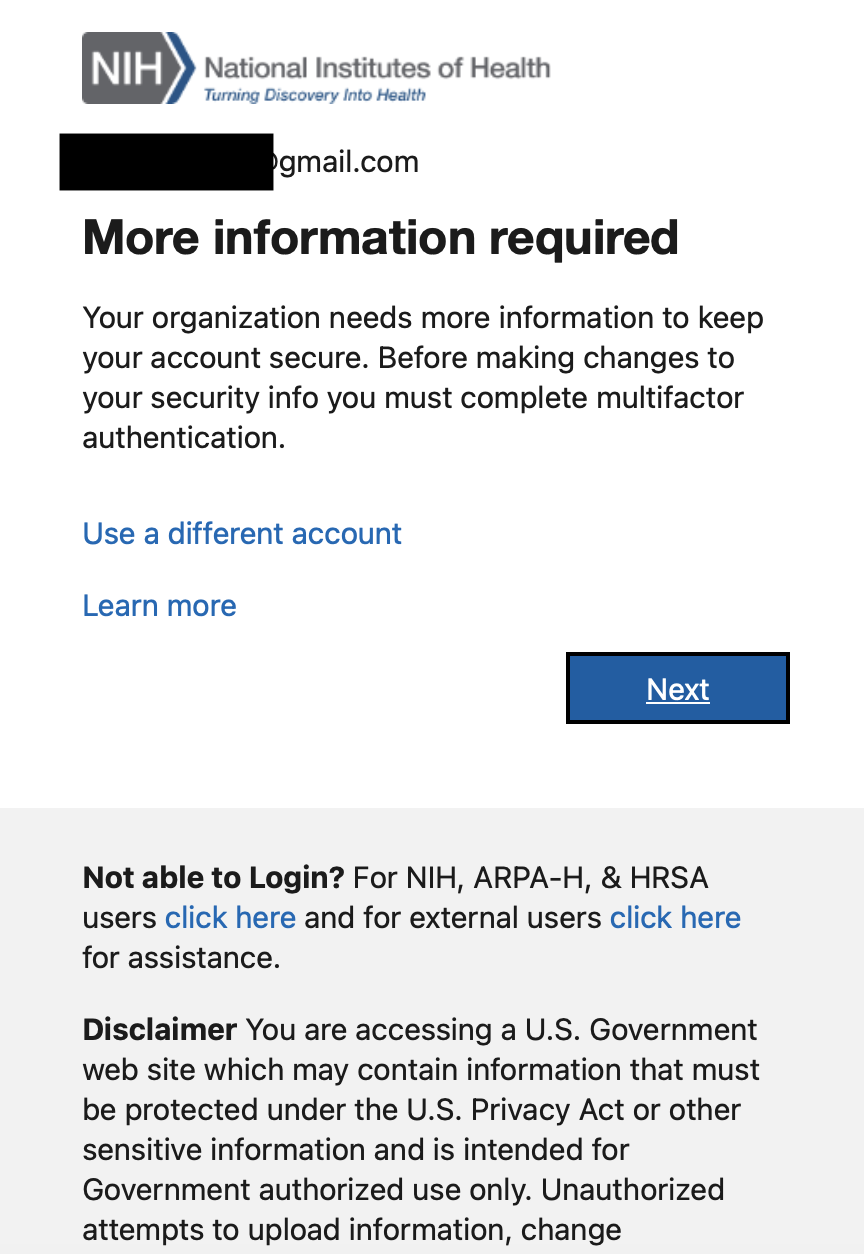 NIH National Institutes of Health
Turning Discovery Into Health
@gmail.com
More information required
Your organization needs more information to keep
your account secure. Before making changes to
your security info you must complete multifactor
authentication.
Use a different account
Learn more
Next
Not able to Login? For NIH, ARPA-H, & HRSA
users click here and for external users click here
for assistance.
Disclaimer You are accessing a U.S. Government
web site which may contain information that must
be protected under the U.S. Privacy Act or other
sensitive information and is intended for
Government authorized use only. Unauthorized
attempts to upload information, change